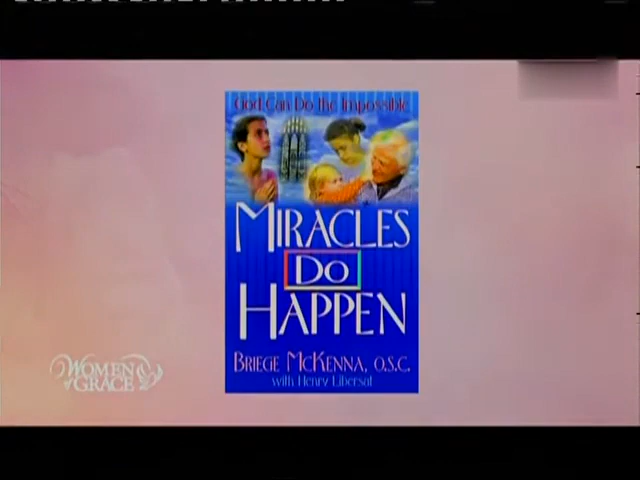 God Can Do the Impossible
MIRACLES
DO
HAPPEN
BRIEGE MCKENNA, O.S.C.
with Henry Libersat
WOMEN
of GRACE